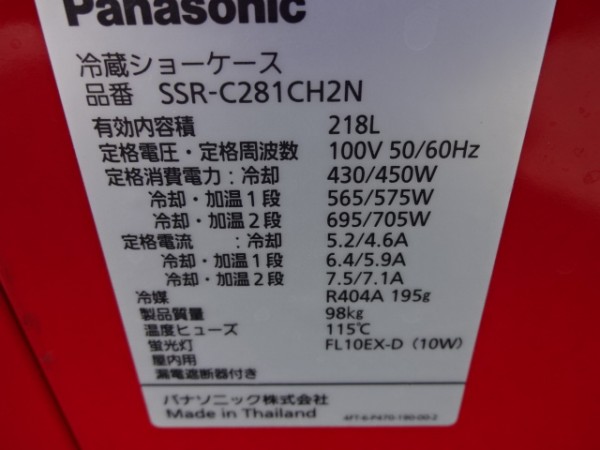 Panasonic
冷蔵ショーケース
品番 SSR-C281CH2N
有効内容積 218L
定格電圧・定格周波数 100V 50/60Hz
定格消費電力：冷却 430/450W
冷却・加温1段 565/575W
冷却・加温2段 695/705W
定格電流 ：冷却 5.2/4.6A
冷却・加温1段 6.4/5.9A
冷却・加温2段 7.5/7.1A
冷媒 R404A 195g
製品質量 98kg
温度ヒューズ 115℃
蛍光灯 FL10EX-D (10W)
屋内用
漏電遮断器付き
パナソニック株式会社
Made in Thailand